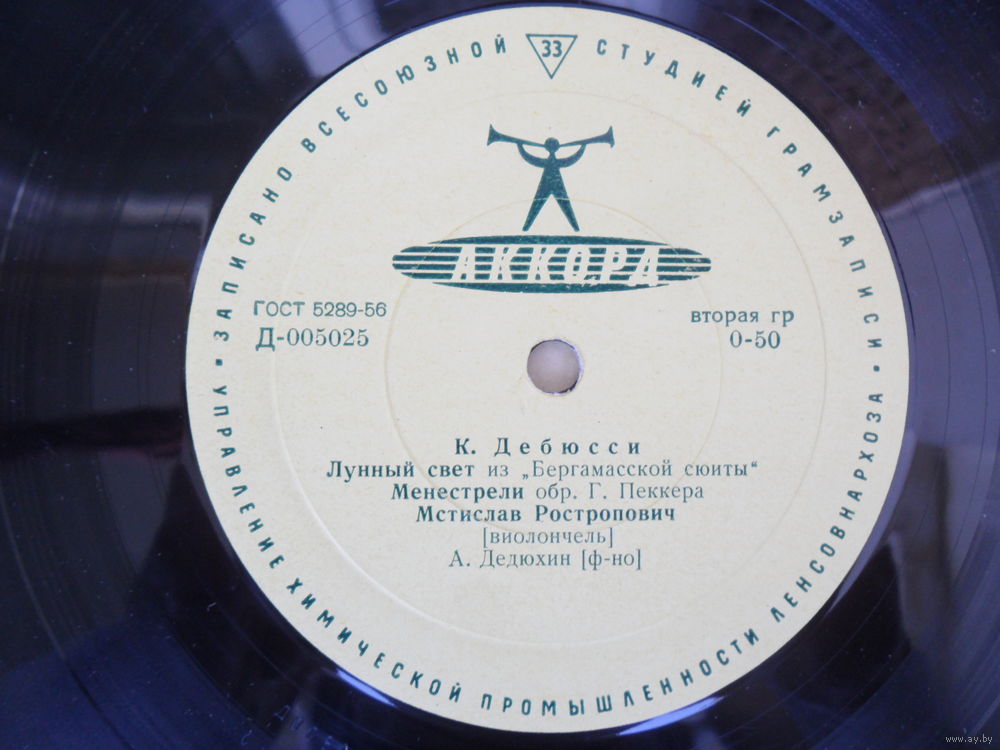 ЗАПИСАНО ВСЕСОЮЗНОЙ 33 СТУДИЕЙ ГРАМЗАПИСИ
АККОРД
ГОСТ 5289-56
Д-005025
вторая гр
0-50
К. Дебюсси
Лунный свет из „Бергамасской сюиты“
Менестрели обр. Г. Пеккера
Мстислав Ростропович
[виолончель]
А. Дедюхин [ф-но]
• УПРАВЛЕНИЕ ХИМИЧЕСКОЙ ПРОМЫШЛЕННОСТИ ЛЕНСОВНАРХОЗА •
www.ay.by